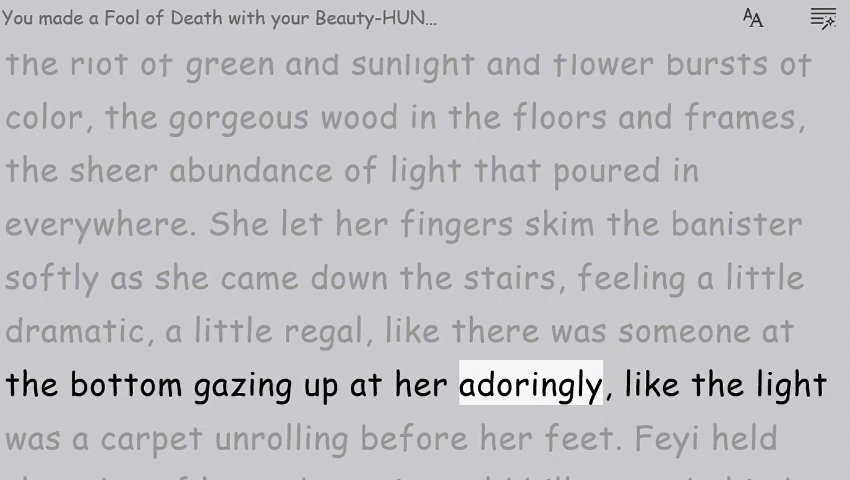 You made a Fool of Death with your Beauty-HUN...
AA
the riot of green and sunlight and flower bursts of
color, the gorgeous wood in the floors and frames,
the sheer abundance of light that poured in
everywhere. She let her fingers skim the banister
softly as she came down the stairs, feeling a little
dramatic, a little regal, like there was someone at
the bottom gazing up at her adoringly, like the light
was a carpet unrolling before her feet. Feyi held